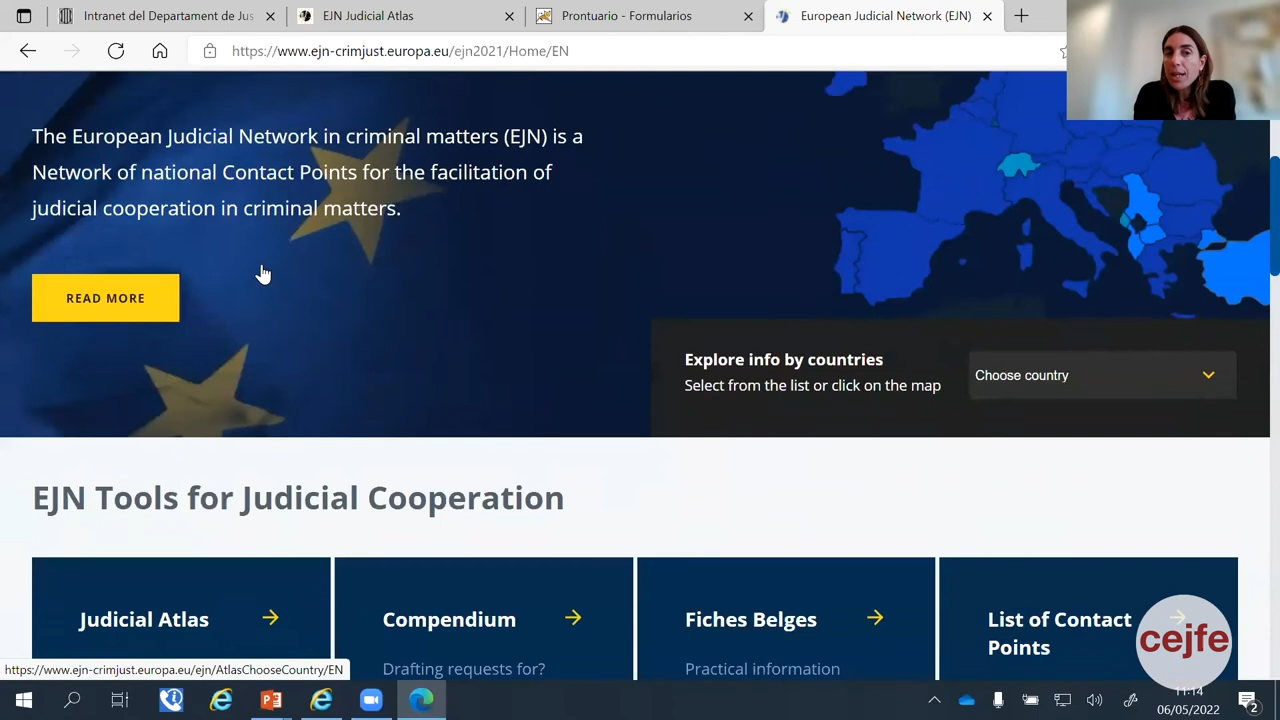 Intranet del Departament de Jus
EJN Judicial Atlas
Prontuario - Formularios
European Judicial Network (EJN)
https://www.ejn-crimjust.europa.eu/ejn2021/Home/EN
The European Judicial Network in criminal matters (EJN) is a
Network of national Contact Points for the facilitation of
judicial cooperation in criminal matters.
READ MORE
Explore info by countries
Select from the list or click on the map
Choose country
EJN Tools for Judicial Cooperation
Judicial Atlas
Compendium
Drafting requests for?
Fiches Belges
Practical information
List of Contact
Points
cejfe
https://www.ejn-crimjust.europa.eu/ejn/AtlasChooseCountry/EN
11:14
06/05/2022
2